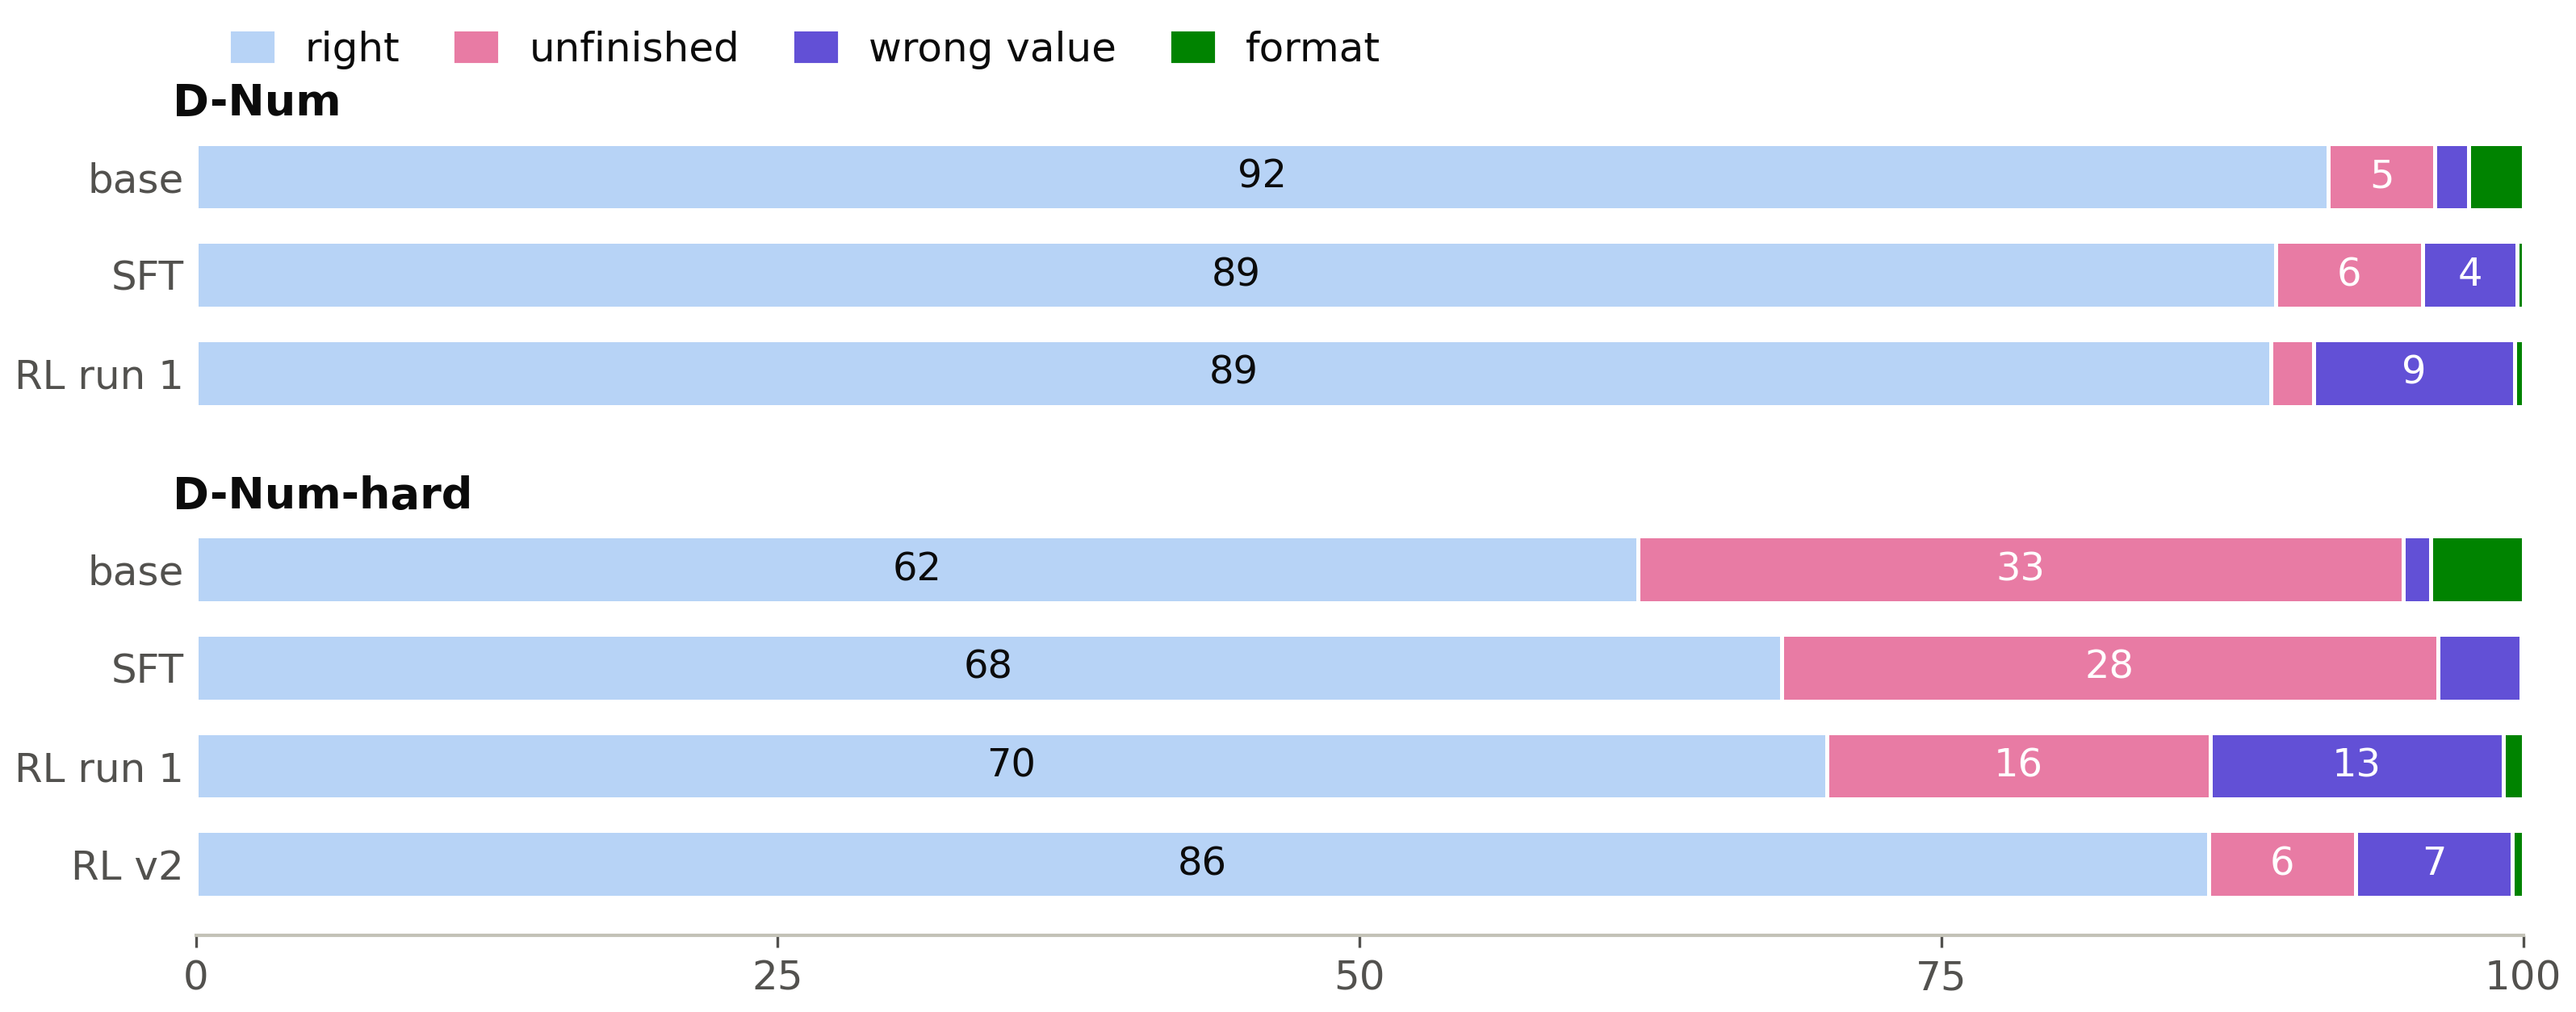 right unfinished wrong value format
D-Num
base 92 5
SFT 89 6 4
RL run 1 89 9
D-Num-hard
base 62 33
SFT 68 28
RL run 1 70 16 13
RL v2 86 6 7
0 25 50 75 100